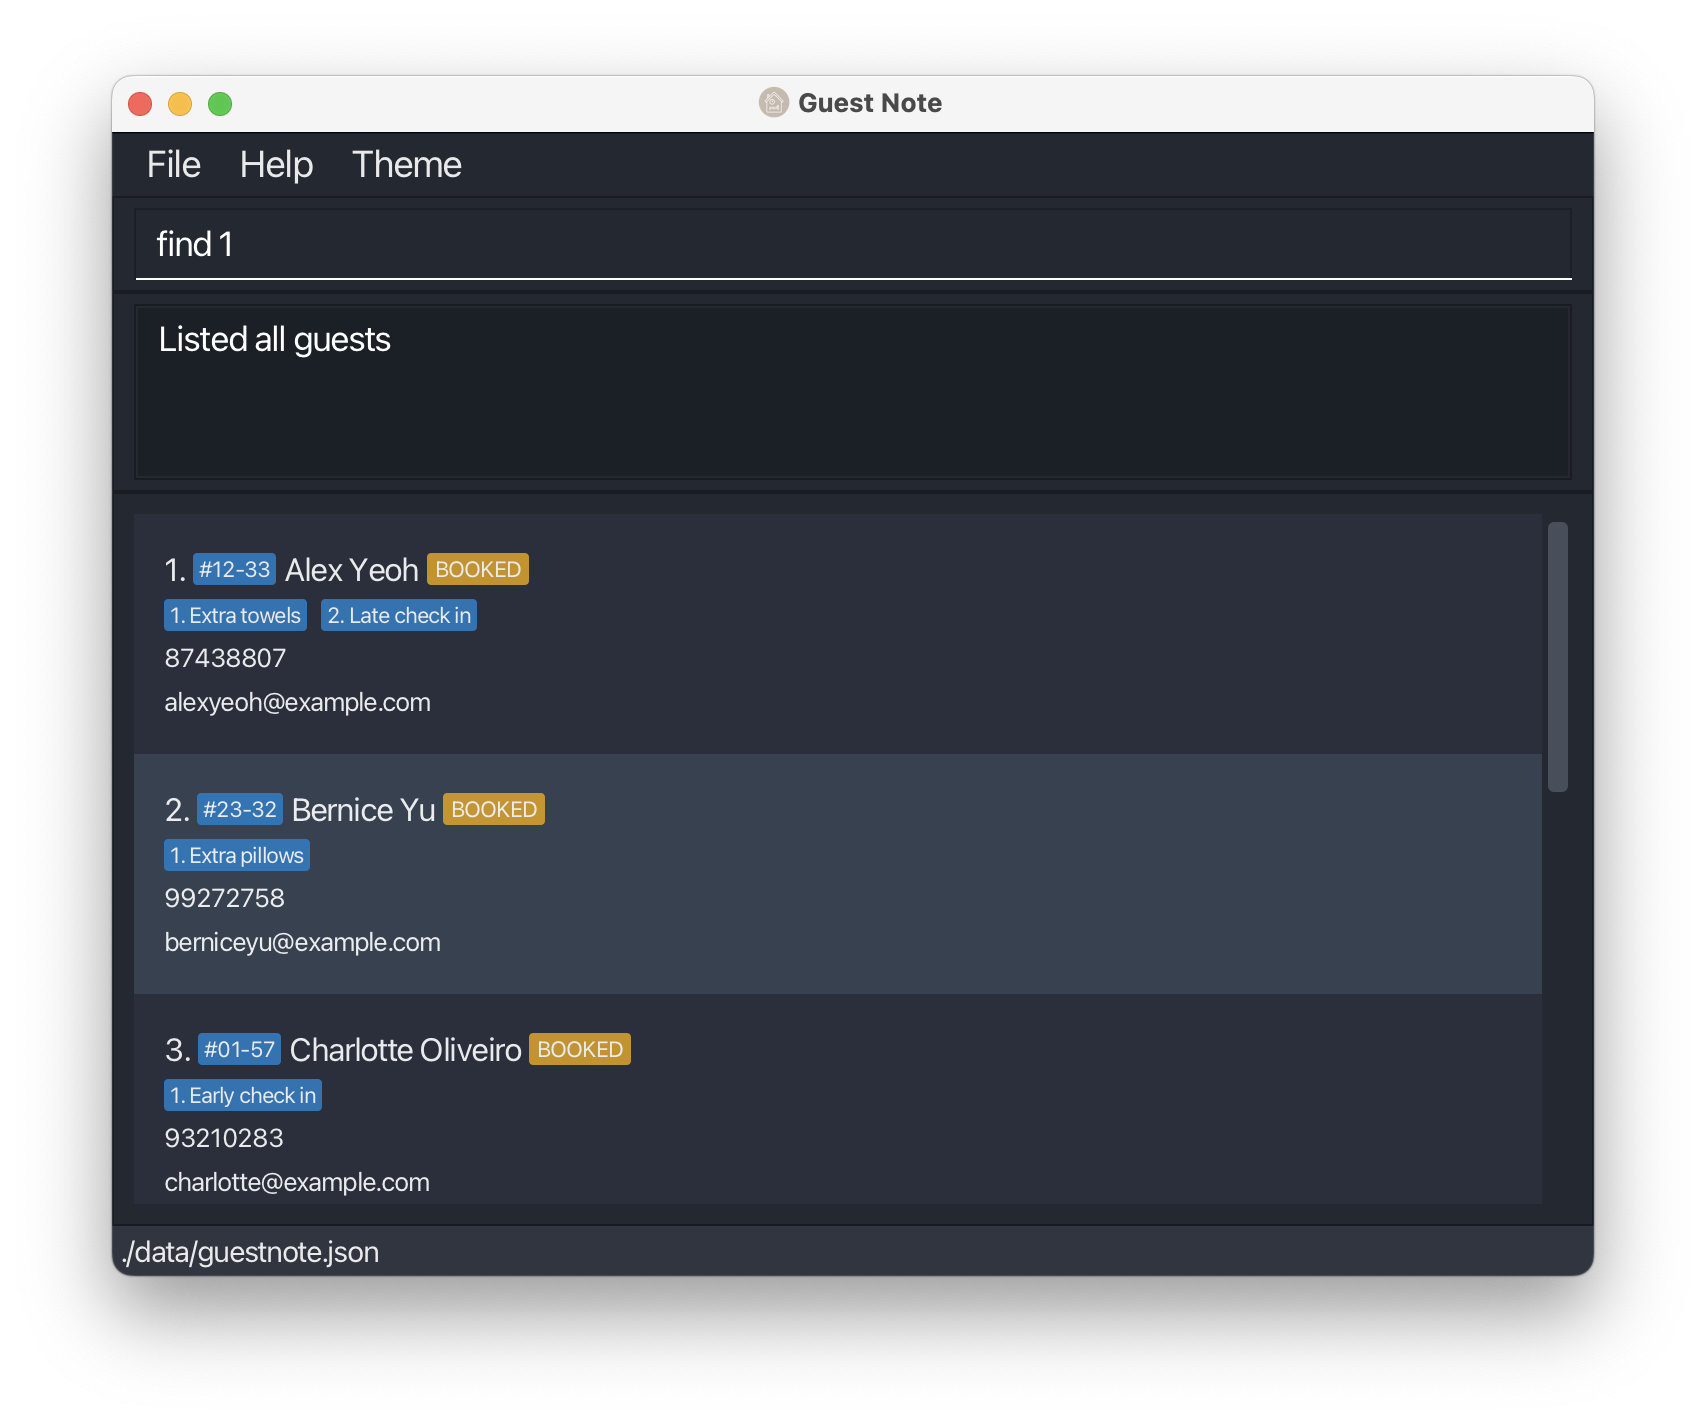 Guest Note
File Help Theme
find 1
Listed all guests
1. #12-33 Alex Yeoh BOOKED
1. Extra towels 2. Late check in
87438807
alexyeoh@example.com
2. #23-32 Bernice Yu BOOKED
1. Extra pillows
99272758
berniceyu@example.com
3. #01-57 Charlotte Oliveiro BOOKED
1. Early check in
93210283
charlotte@example.com
./data/guestnote.json